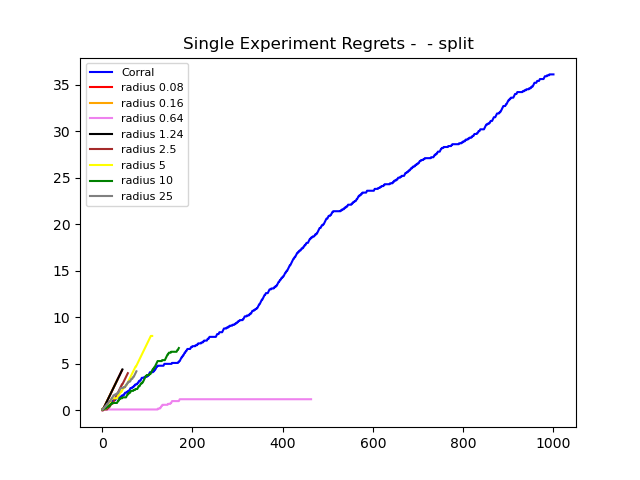 Single Experiment Regrets -  - split
Corral
radius 0.08
radius 0.16
radius 0.64
radius 1.24
radius 2.5
radius 5
radius 10
radius 25
35
30
25
20
15
10
5
0
0 200 400 600 800 1000